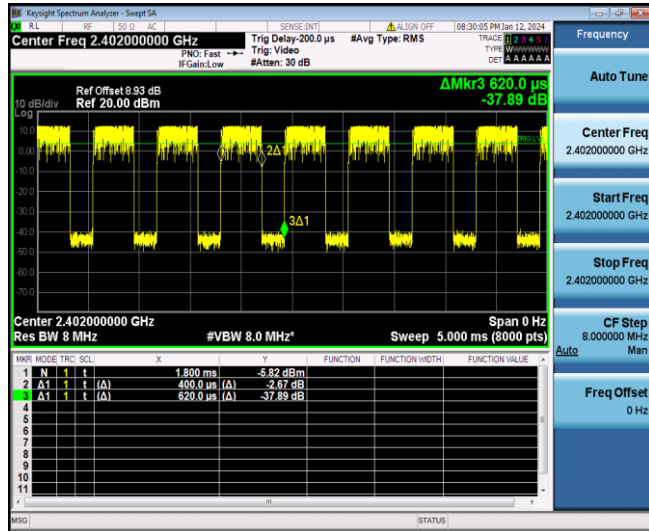 Keysight Spectrum Analyzer - Swept SA
RL RF 50 Ω AC SENSE:INT ALIGN OFF 08:30:05 PM Jan 12, 2024
Center Freq 2.402000000 GHz
PNO: Fast
IFGain:Low
Trig Delay-200.0 µs
Trig: Video
#Atten: 30 dB
#Avg Type: RMS
TRACE 1 2 3 4 5 6
TYPE
DET A A A A A A
ΔMkr3 620.0 µs
-37.89 dB
Ref Offset 8.93 dB
10 dB/div Ref 20.00 dBm
Log
10.0
0.00
-10.0
-20.0
-30.0
-40.0
-50.0
-60.0
-70.0
2Δ1
3Δ1
Center 2.402000000 GHz Span 0 Hz
Res BW 8 MHz #VBW 8.0 MHz* Sweep 5.000 ms (8000 pts)
MKR MODE TRC SCL X Y FUNCTION FUNCTION WIDTH FUNCTION VALUE
1 N 1 t 1.800 ms -5.82 dBm
2 Δ1 1 t (Δ) 400.0 µs (Δ) -2.67 dB
3 Δ1 1 t (Δ) 620.0 µs (Δ) -37.89 dB
4
5
6
7
8
9
10
11
MSG STATUS
Frequency
Auto Tune
Center Freq
2.402000000 GHz
Start Freq
2.402000000 GHz
Stop Freq
2.402000000 GHz
CF Step
8.000000 MHz
Auto Man
Freq Offset
0 Hz